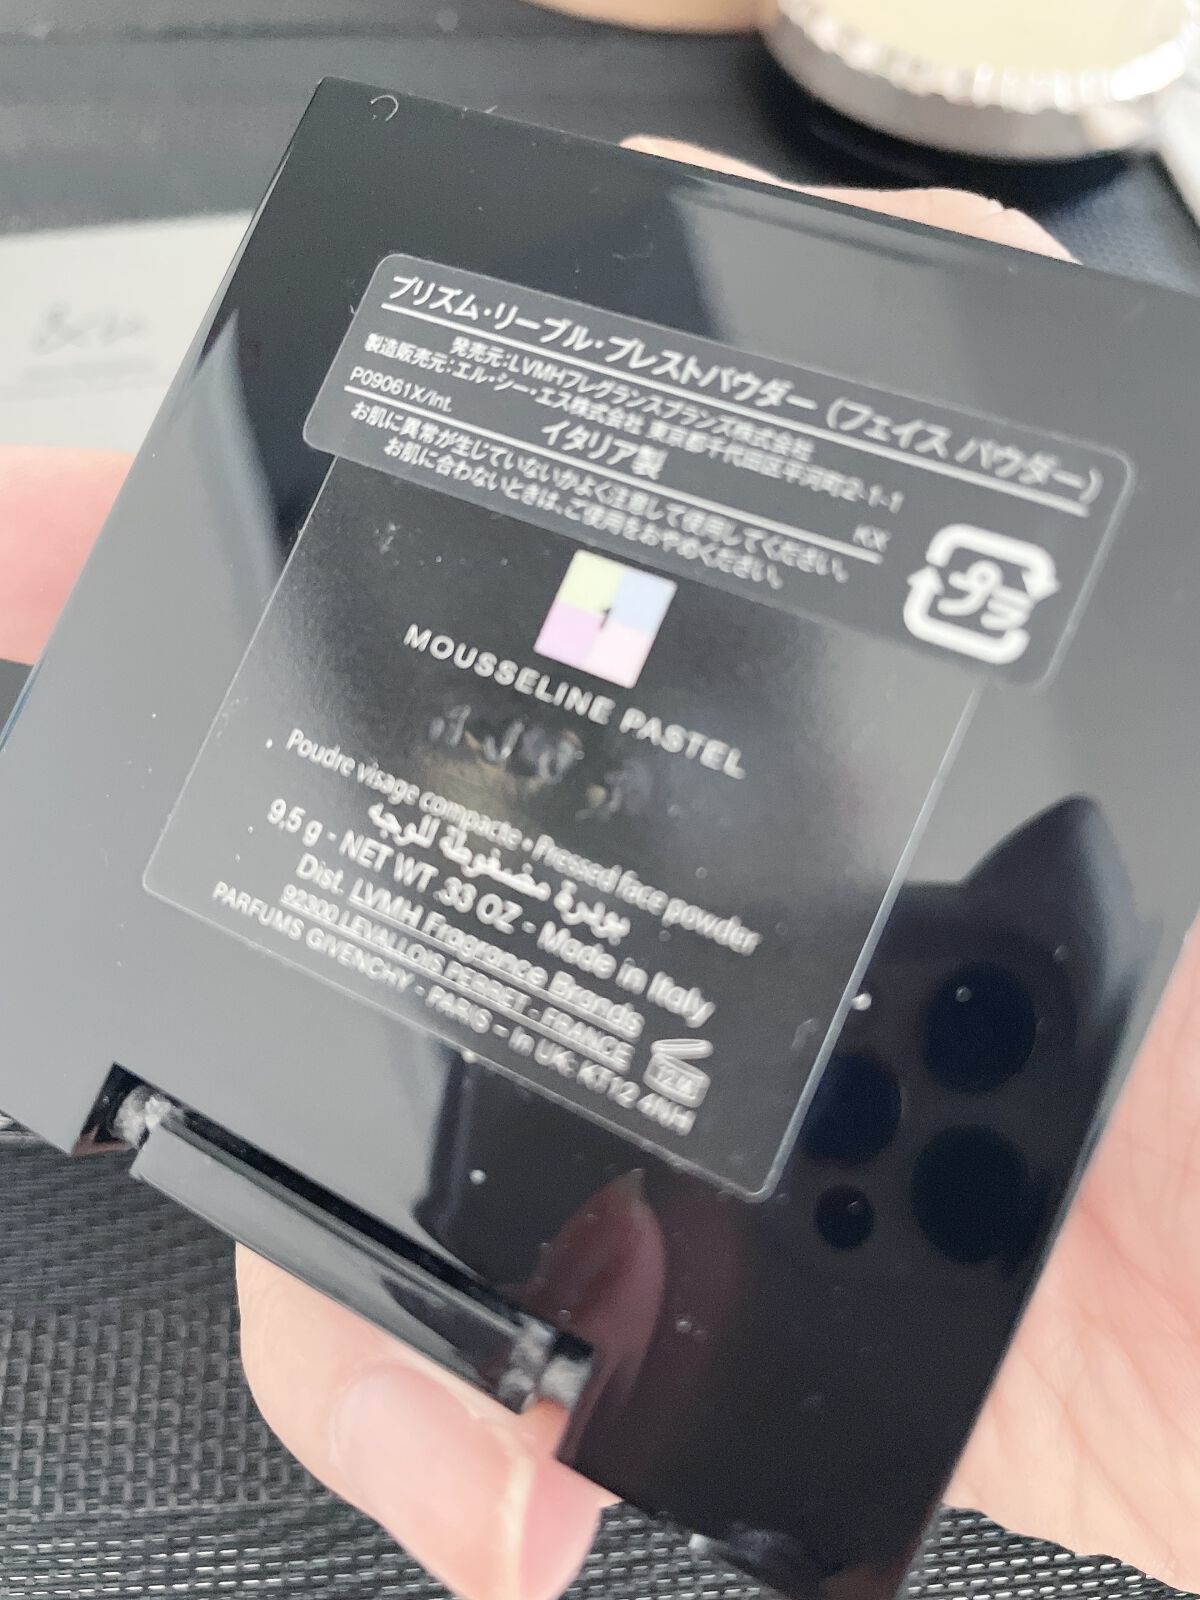 プリズム・リーブル・プレストパウダー（フェイス パウダー）
発売元：LVMHフレグランスブランズ株式会社
製造販売元：エル・シー・エス株式会社 東京都千代田区平河町2-1-1
P09061X/Int.
イタリア製
KX
お肌に異常が生じていないかよく注意して使用してください。
お肌に合わないときは、ご使用をおやめください。
プラ
1
MOUSSELINE PASTEL
Poudre visage compacte • Pressed face powder
بودرة مضغوطة للوجه
9,5 g - NET WT .33 OZ - Made in Italy
Dist. LVMH Fragrance Brands
92300 LEVALLOIS PERRET - FRANCE
PARFUMS GIVENCHY - PARIS - In UK: KT12 4NH
12 M